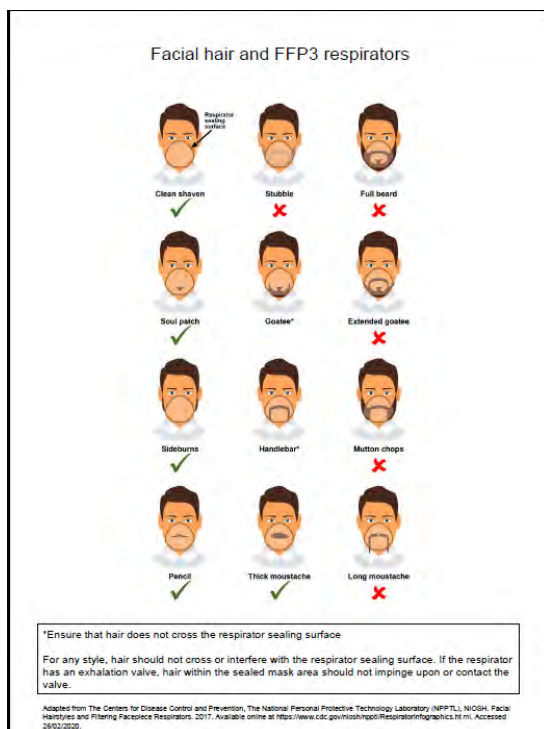 Facial hair and FFP3 respirators
Respirator
sealing
surface
Clean shaven
Stubble
Full beard
Soul patch
Goatee*
Extended goatee
Sideburns
Handlebar*
Mutton chops
Pencil
Thick moustache
Long moustache
*Ensure that hair does not cross the respirator sealing surface
For any style, hair should not cross or interfere with the respirator sealing surface. If the respirator
has an exhalation valve, hair within the sealed mask area should not impinge upon or contact the
valve.
Adapted from The Centers for Disease Control and Prevention, The National Personal Protective Technology Laboratory (NPPTL), NIOSH. Facial
Hairstyles and Filtering Facepiece Respirators. 2017. Available online at https://www.cdc.gov/niosh/npptl/RespiratorInfographics.ht ml. Accessed
26/02/2020.